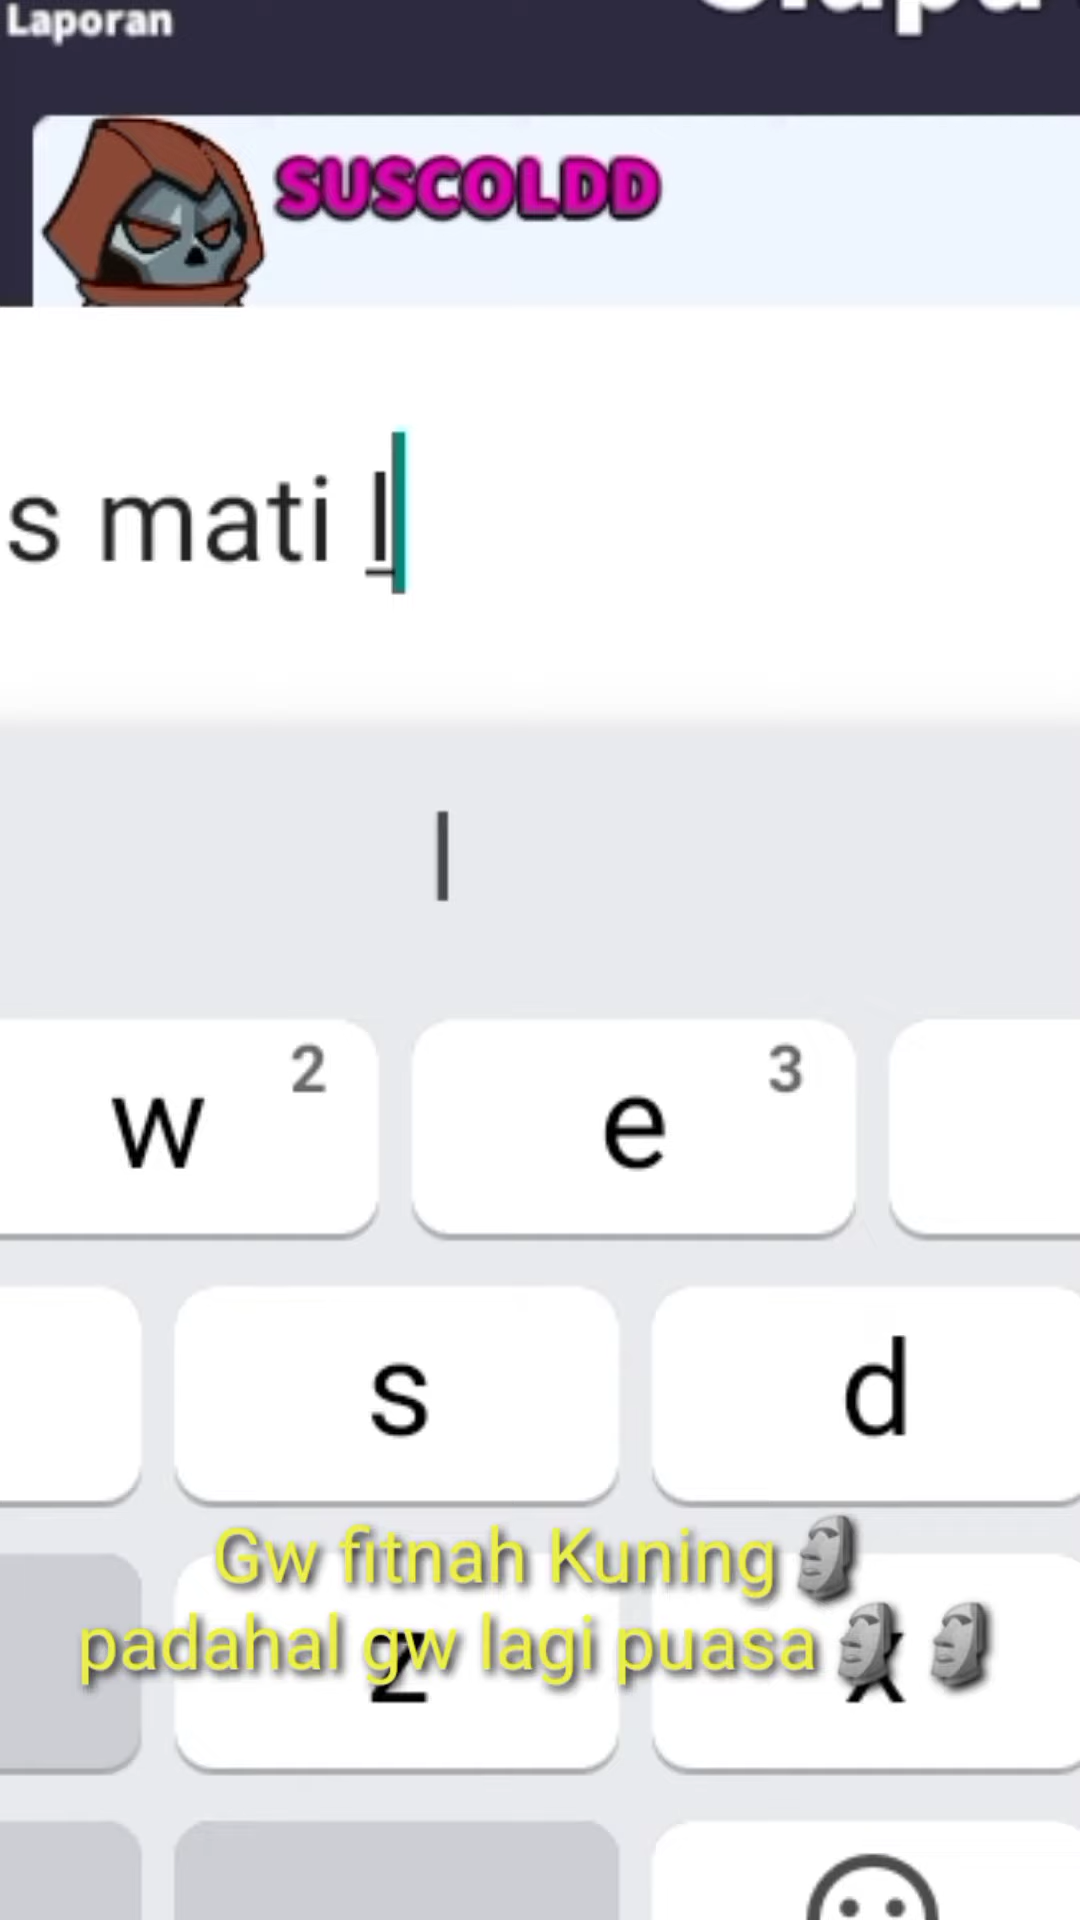 Laporan
SUSCOLDD
s mati l
l
w 2 e 3
s d
Gw fitnah Kuning🗿
padahal gw lagi puasa🗿🗿
z x